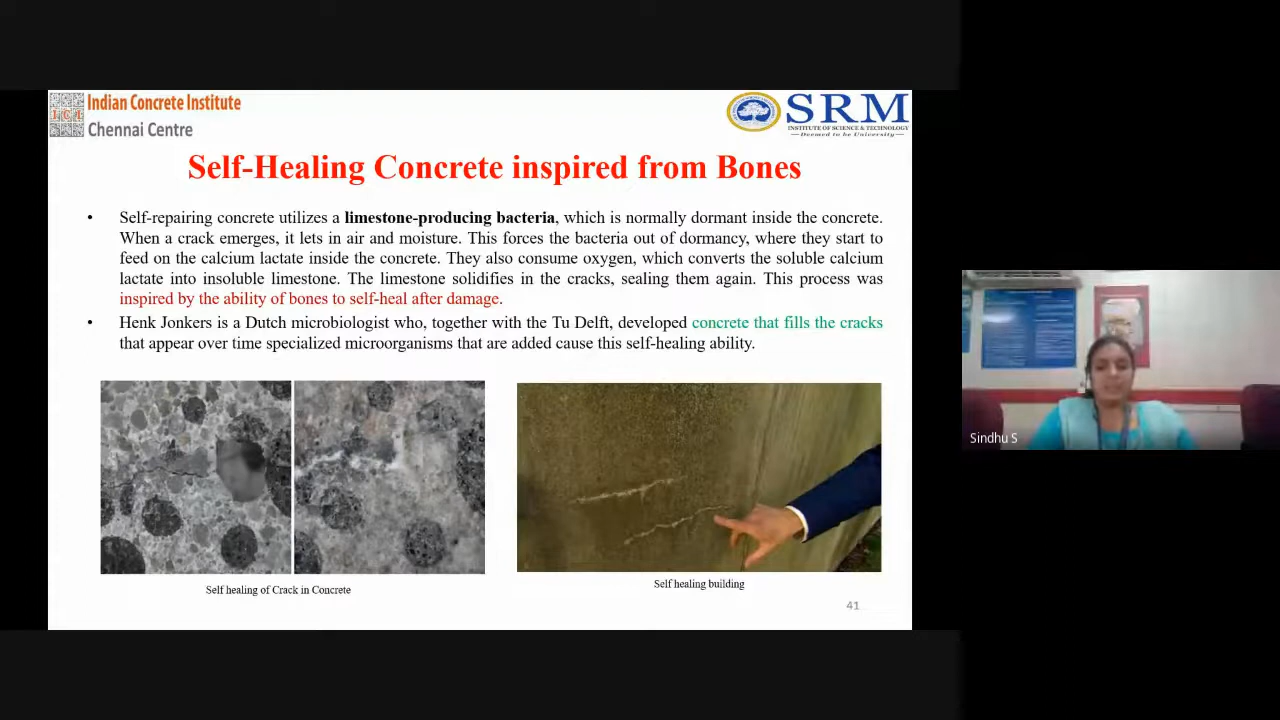 Indian Concrete Institute
ICI
Chennai Centre
SRM
INSTITUTE OF SCIENCE & TECHNOLOGY
Deemed to be University
Self-Healing Concrete inspired from Bones
• Self-repairing concrete utilizes a limestone-producing bacteria, which is normally dormant inside the concrete.
When a crack emerges, it lets in air and moisture. This forces the bacteria out of dormancy, where they start to
feed on the calcium lactate inside the concrete. They also consume oxygen, which converts the soluble calcium
lactate into insoluble limestone. The limestone solidifies in the cracks, sealing them again. This process was
inspired by the ability of bones to self-heal after damage.
• Henk Jonkers is a Dutch microbiologist who, together with the Tu Delft, developed concrete that fills the cracks
that appear over time specialized microorganisms that are added cause this self-healing ability.
Self healing of Crack in Concrete
Self healing building
41
Sindhu S